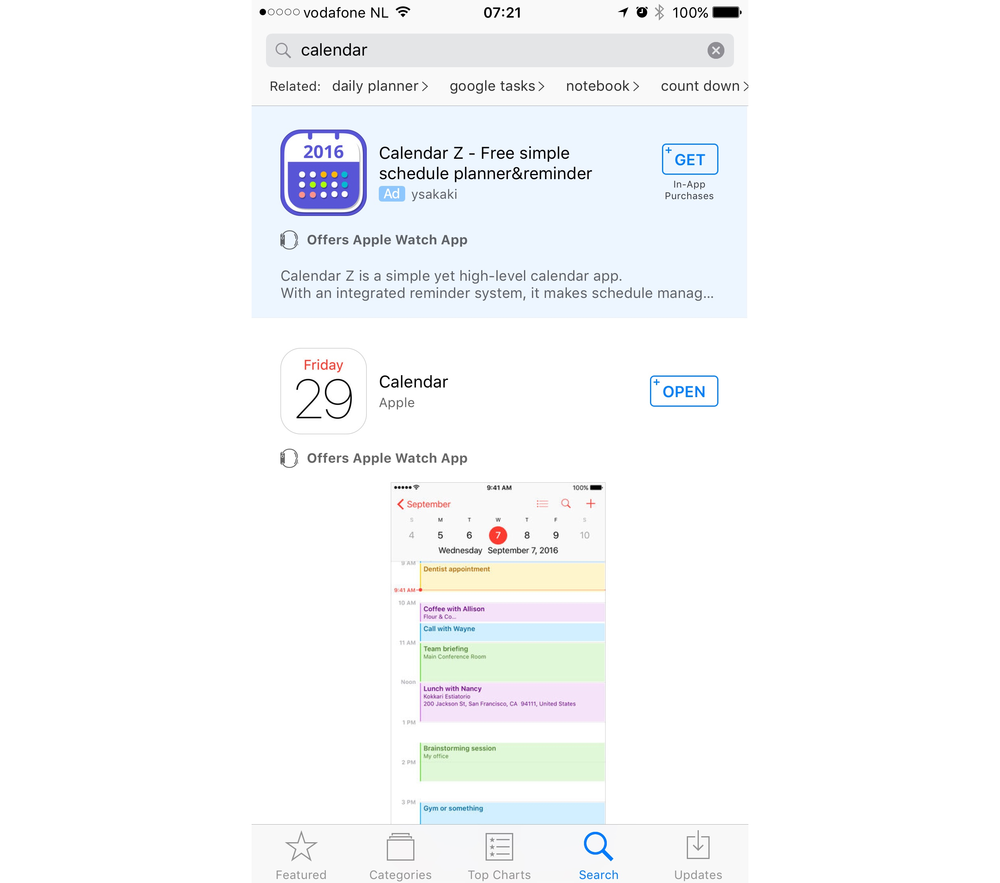 vodafone NL 07:21 100%
calendar
Related: daily planner > google tasks > notebook > count down >
2016
Calendar Z - Free simple
schedule planner&reminder
Ad ysakaki
+ GET
In-App
Purchases
Offers Apple Watch App
Calendar Z is a simple yet high-level calendar app.
With an integrated reminder system, it makes schedule manag...
Friday
29
Calendar
Apple
+ OPEN
Offers Apple Watch App
9:41 AM 100%
September
S M T W T F S
4 5 6 7 8 9 10
Wednesday September 7, 2016
9 AM
Dentist appointment
9:41 AM
10 AM
Coffee with Allison
Flour & Co...
Call with Wayne
11 AM
Team briefing
Main Conference Room
Noon
Lunch with Nancy
Kokkari Estiatorio
200 Jackson St, San Francisco, CA 94111, United States
1 PM
Brainstorming session
My office
2 PM
3 PM
Gym or something
Featured Categories Top Charts Search Updates